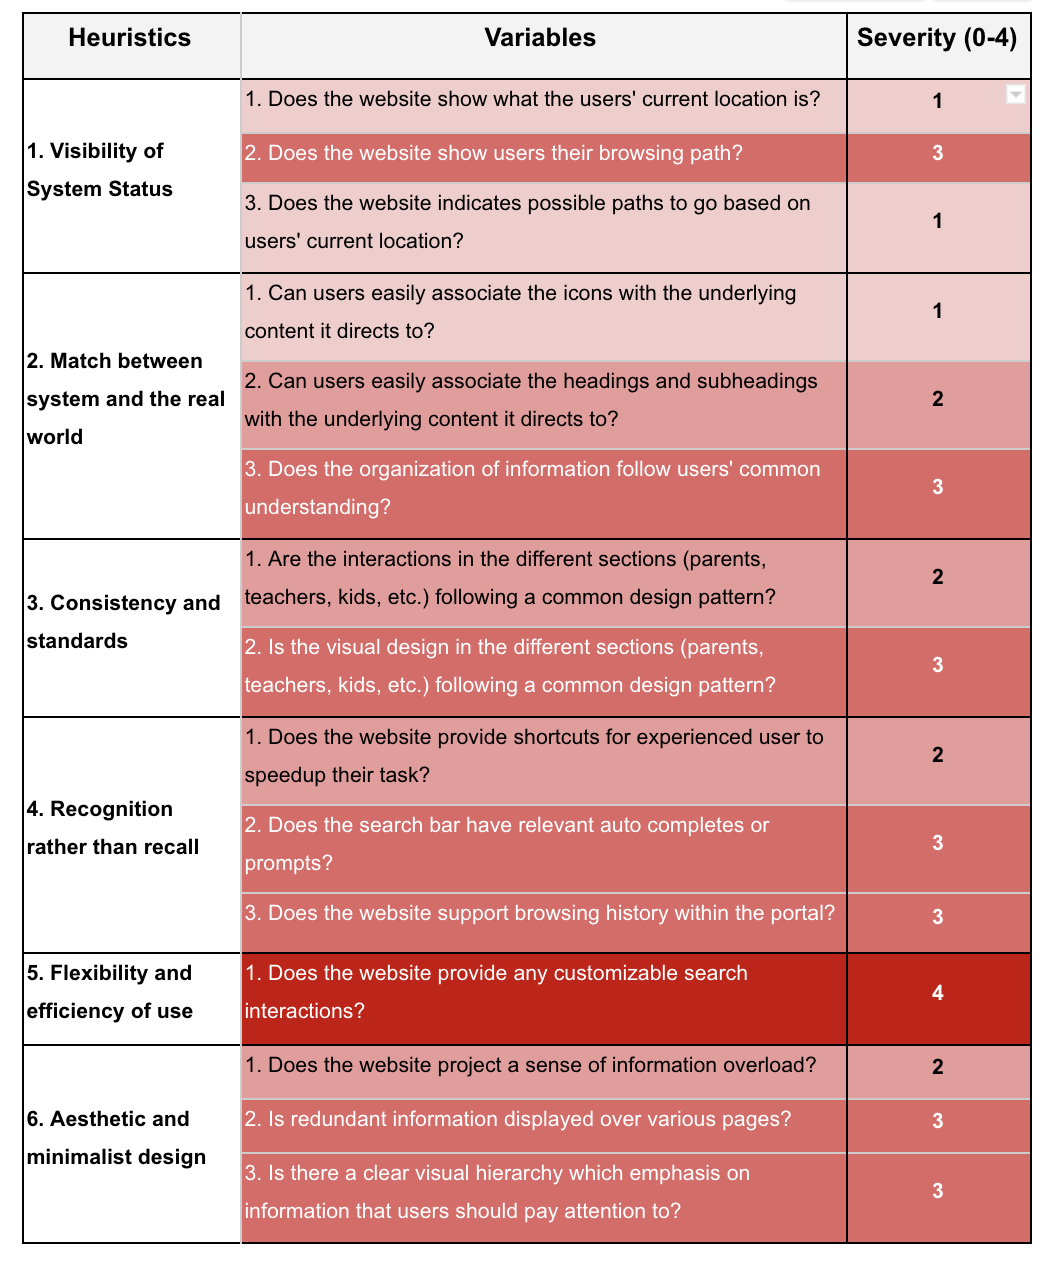 Heuristics Variables Severity (0-4)
1. Visibility of
System Status
1. Does the website show what the users' current location is? 1
2. Does the website show users their browsing path? 3
3. Does the website indicates possible paths to go based on
users' current location?
1
2. Match between
system and the real
world
1. Can users easily associate the icons with the underlying
content it directs to?
1
2. Can users easily associate the headings and subheadings
with the underlying content it directs to?
2
3. Does the organization of information follow users' common
understanding?
3
3. Consistency and
standards
1. Are the interactions in the different sections (parents,
teachers, kids, etc.) following a common design pattern?
2
2. Is the visual design in the different sections (parents,
teachers, kids, etc.) following a common design pattern?
3
4. Recognition
rather than recall
1. Does the website provide shortcuts for experienced user to
speedup their task?
2
2. Does the search bar have relevant auto completes or
prompts?
3
3. Does the website support browsing history within the portal? 3
5. Flexibility and
efficiency of use
1. Does the website provide any customizable search
interactions?
4
6. Aesthetic and
minimalist design
1. Does the website project a sense of information overload? 2
2. Is redundant information displayed over various pages? 3
3. Is there a clear visual hierarchy which emphasis on
information that users should pay attention to?
3